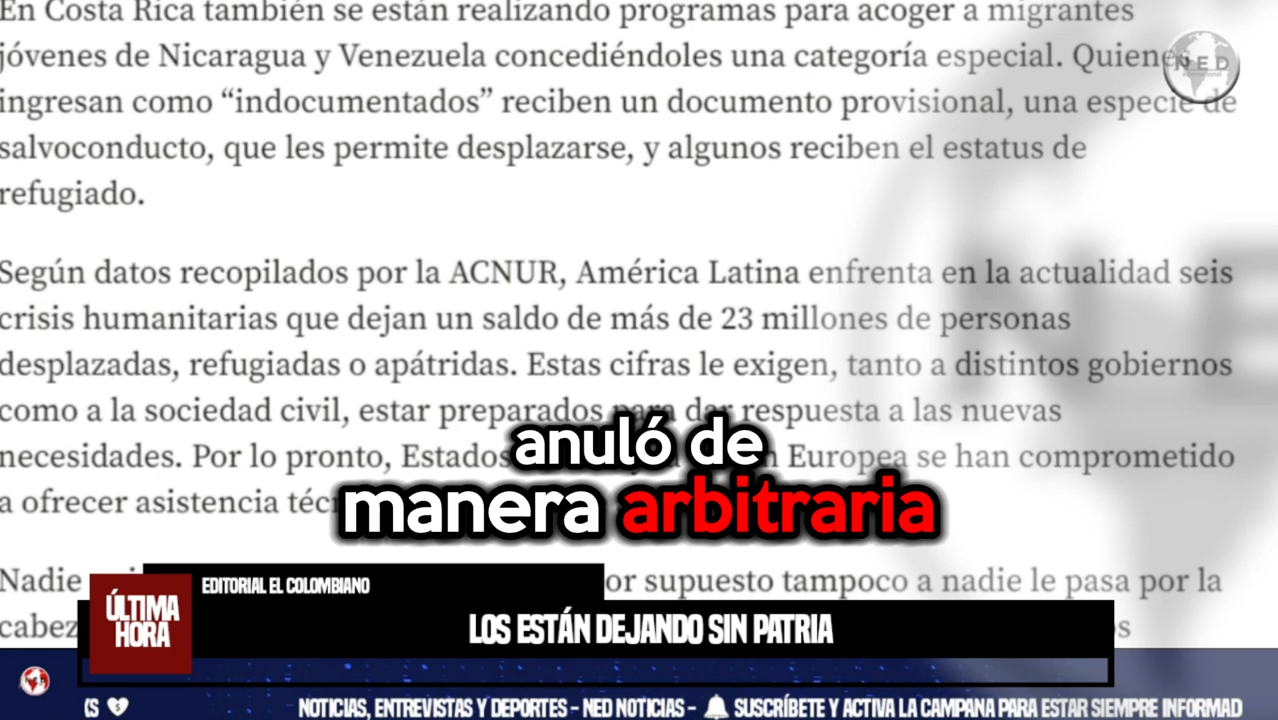 En Costa Rica también se están realizando programas para acoger a migrantes
jóvenes de Nicaragua y Venezuela concediéndoles una categoría especial. Quienes
ingresan como “indocumentados” reciben un documento provisional, una especie de
salvoconducto, que les permite desplazarse, y algunos reciben el estatus de
refugiado.
Según datos recopilados por la ACNUR, América Latina enfrenta en la actualidad seis
crisis humanitarias que dejan un saldo de más de 23 millones de personas
desplazadas, refugiadas o apátridas. Estas cifras le exigen, tanto a distintos gobiernos
como a la sociedad civil, estar preparados para dar respuesta a las nuevas
necesidades. Por lo pronto, Estados Europea se han comprometido
a ofrecer asistencia
anuló de
manera arbitraria
Nadie or supuesto tampoco a nadie le pasa por la
NED
ÚLTIMA
HORA
EDITORIAL EL COLOMBIANO
LOS ESTÁN DEJANDO SIN PATRIA
CS NOTICIAS, ENTREVISTAS Y DEPORTES - NED NOTICIAS - SUSCRÍBETE Y ACTIVA LA CAMPANA PARA ESTAR SIEMPRE INFORMAD